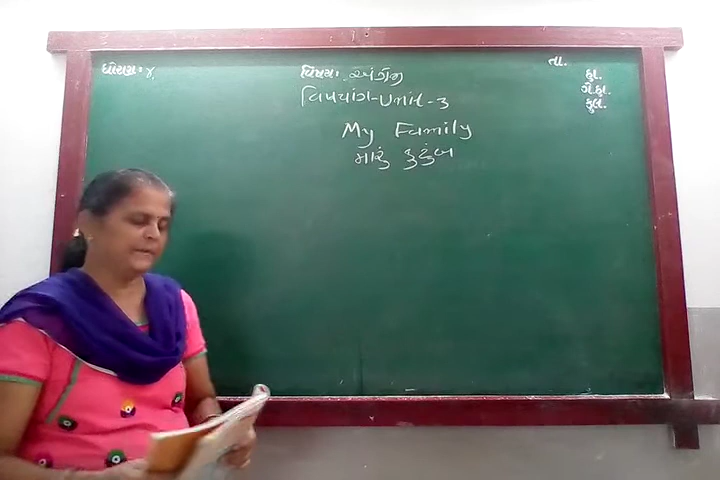 ધોરણ:- ૪
વિષય: અંગ્રેજી
તા.
હા.
ગે.હા.
કુલ.
વિષયાંગ-Unit-3
My Family
મારું કુટુંબ